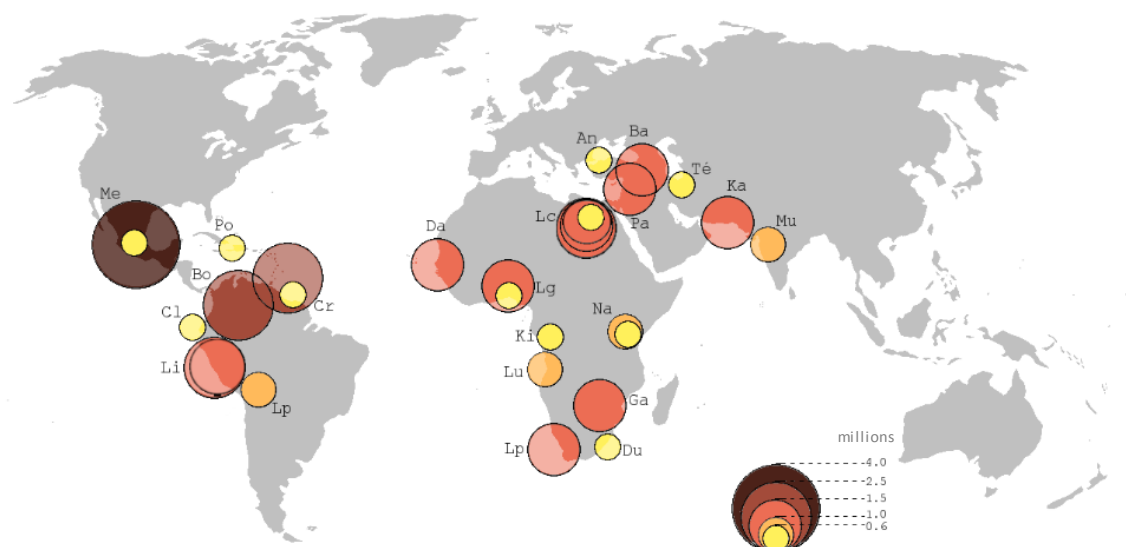 An
Ba
Té
Me
Ka
Po
Lc
Pa
Mu
Da
Bo
Lg
Cr
Cl
Na
Ki
Li
Lu
Lp
Ga
Lp
Du
millions
4.0
2.5
1.5
1.0
0.6